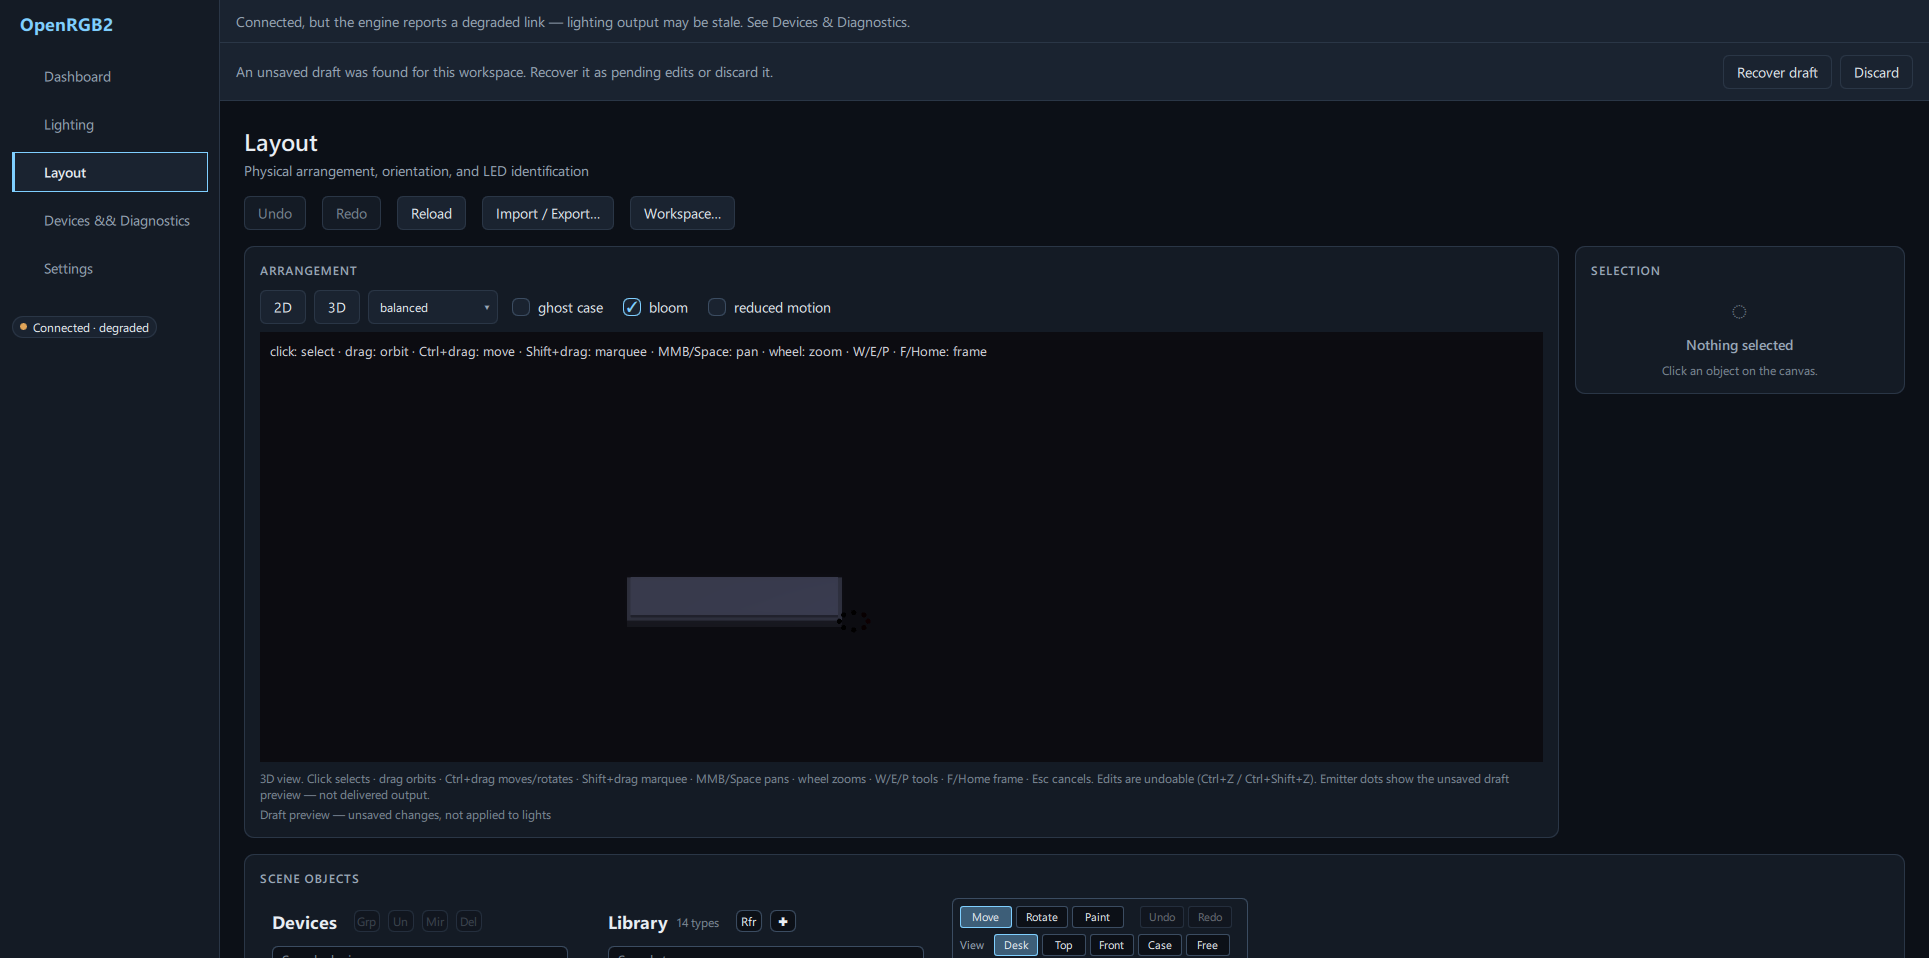 OpenRGB2
Dashboard
Lighting
Layout
Devices && Diagnostics
Settings
Connected · degraded
Connected, but the engine reports a degraded link — lighting output may be stale. See Devices & Diagnostics.
An unsaved draft was found for this workspace. Recover it as pending edits or discard it.
Recover draft
Discard
Layout
Physical arrangement, orientation, and LED identification
Undo
Redo
Reload
Import / Export...
Workspace...
ARRANGEMENT
2D
3D
balanced
ghost case
bloom
reduced motion
click: select · drag: orbit · Ctrl+drag: move · Shift+drag: marquee · MMB/Space: pan · wheel: zoom · W/E/P · F/Home: frame
3D view. Click selects · drag orbits · Ctrl+drag moves/rotates · Shift+drag marquee · MMB/Space pans · wheel zooms · W/E/P tools · F/Home frame · Esc cancels. Edits are undoable (Ctrl+Z / Ctrl+Shift+Z). Emitter dots show the unsaved draft
preview — not delivered output.
Draft preview — unsaved changes, not applied to lights
SELECTION
Nothing selected
Click an object on the canvas.
SCENE OBJECTS
Devices
Grp
Un
Mir
Del
Library
14 types
Rfr
Move
Rotate
Paint
Undo
Redo
View
Desk
Top
Front
Case
Free